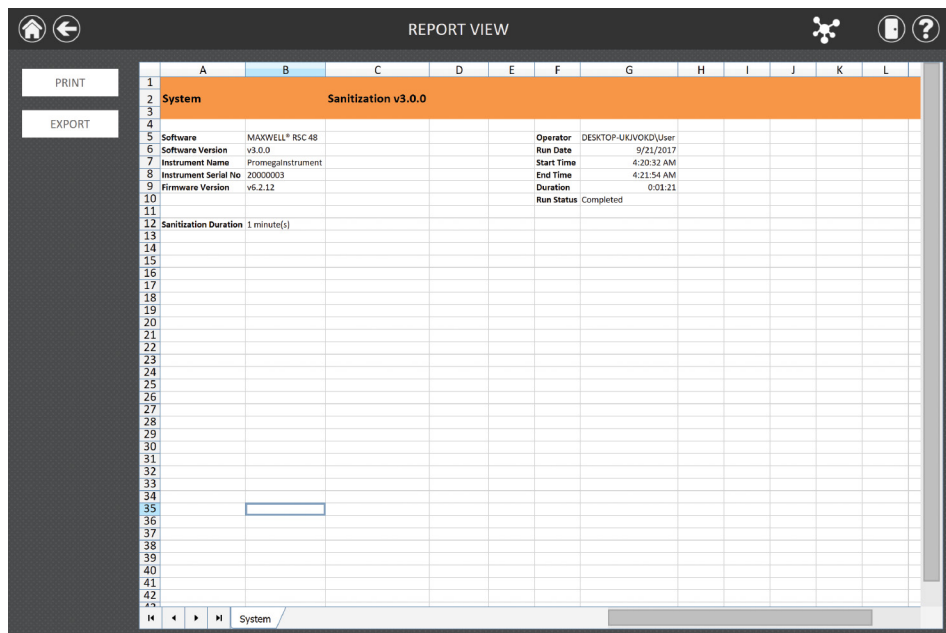 REPORT VIEW
?
PRINT
EXPORT
A B C D E F G H I J K L
1
2 System Sanitization v3.0.0
3
4
5 Software MAXWELL® RSC 48 Operator DESKTOP-UKJVOKD\User
6 Software Version v3.0.0 Run Date 9/21/2017
7 Instrument Name PromegaInstrument Start Time 4:20:32 AM
8 Instrument Serial No 20000003 End Time 4:21:54 AM
9 Firmware Version v6.2.12 Duration 0:01:21
10 Run Status Completed
11
12 Sanitization Duration 1 minute(s)
13
14
15
16
17
18
19
20
21
22
23
24
25
26
27
28
29
30
31
32
33
34
35
36
37
38
39
40
41
42
System